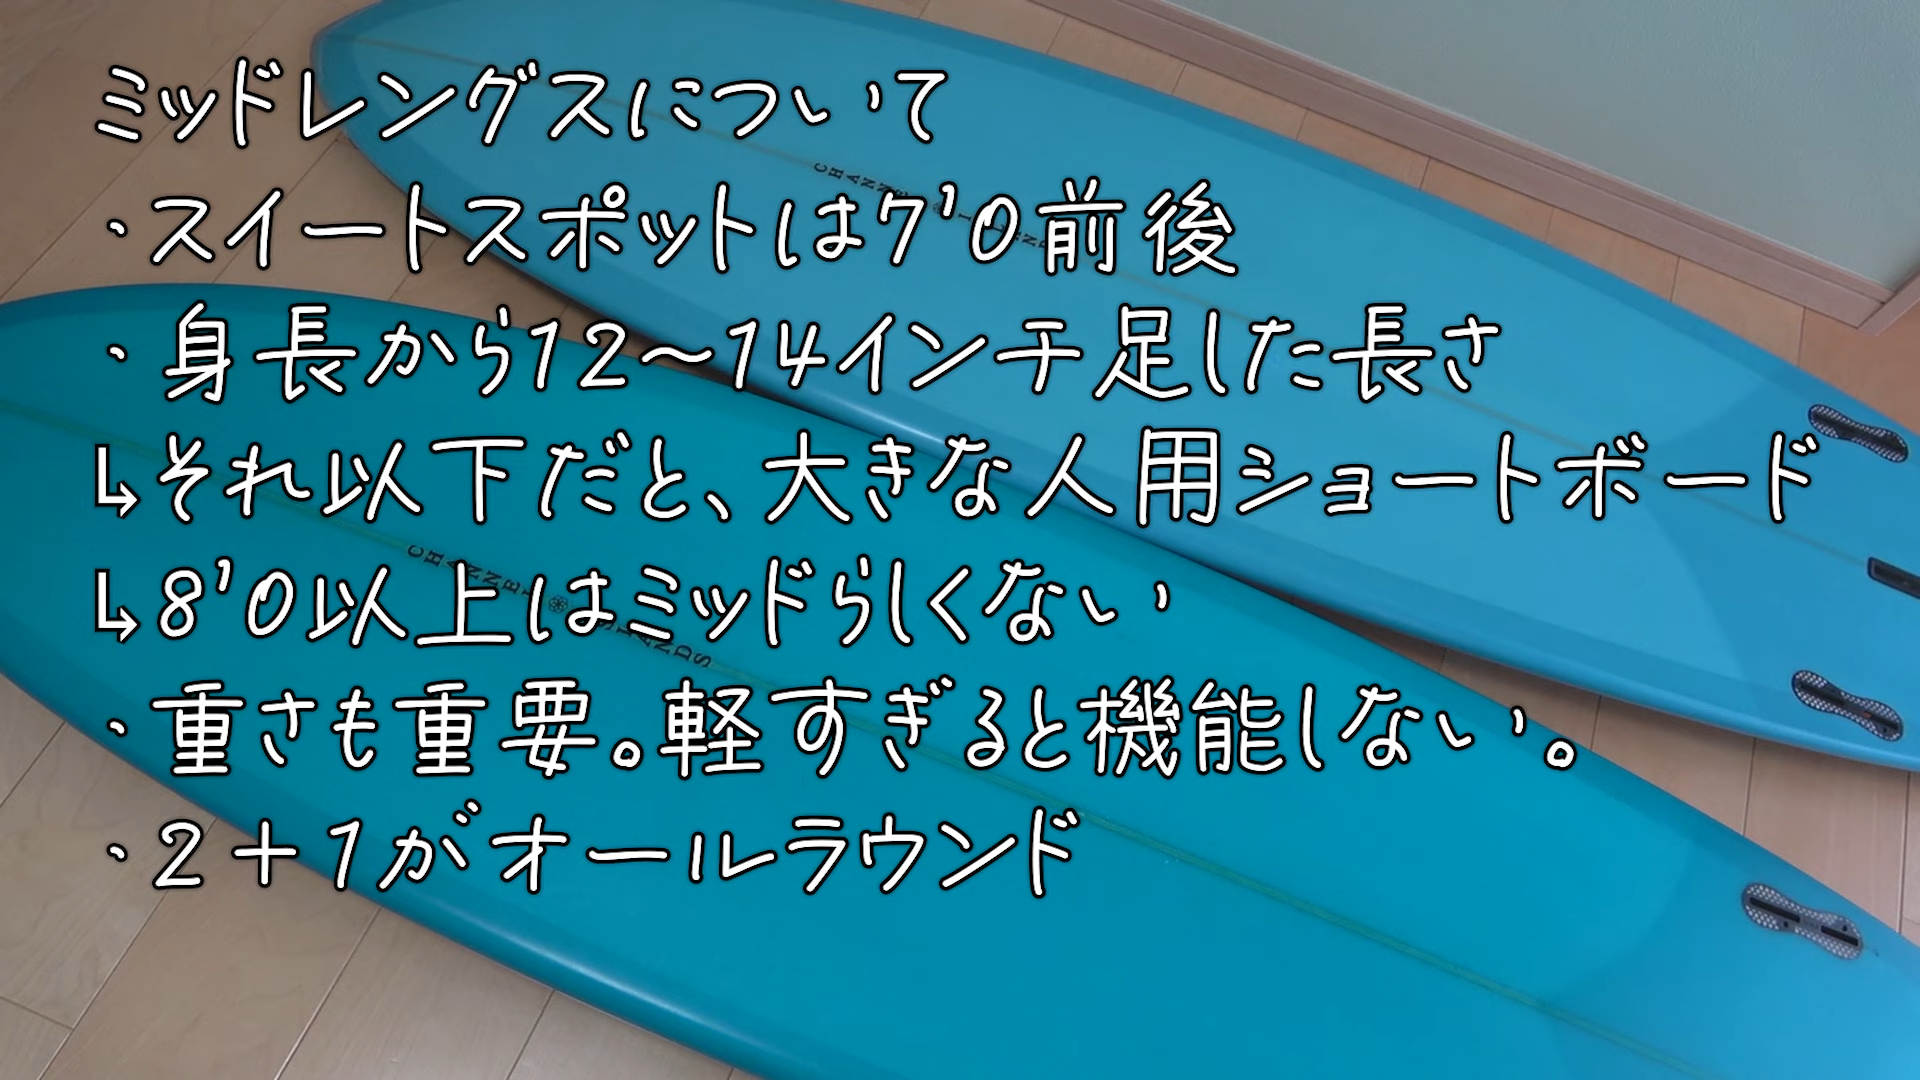 ミッドレングスについて
・スイートスポットは7'0前後
・身長から12〜14インチ足した長さ
↳それ以下だと、大きな人用ショートボード
↳8'0以上はミッドらしくない
・重さも重要。軽すぎると機能しない。
・2+1がオールラウンド
CHANNEL ISLANDS